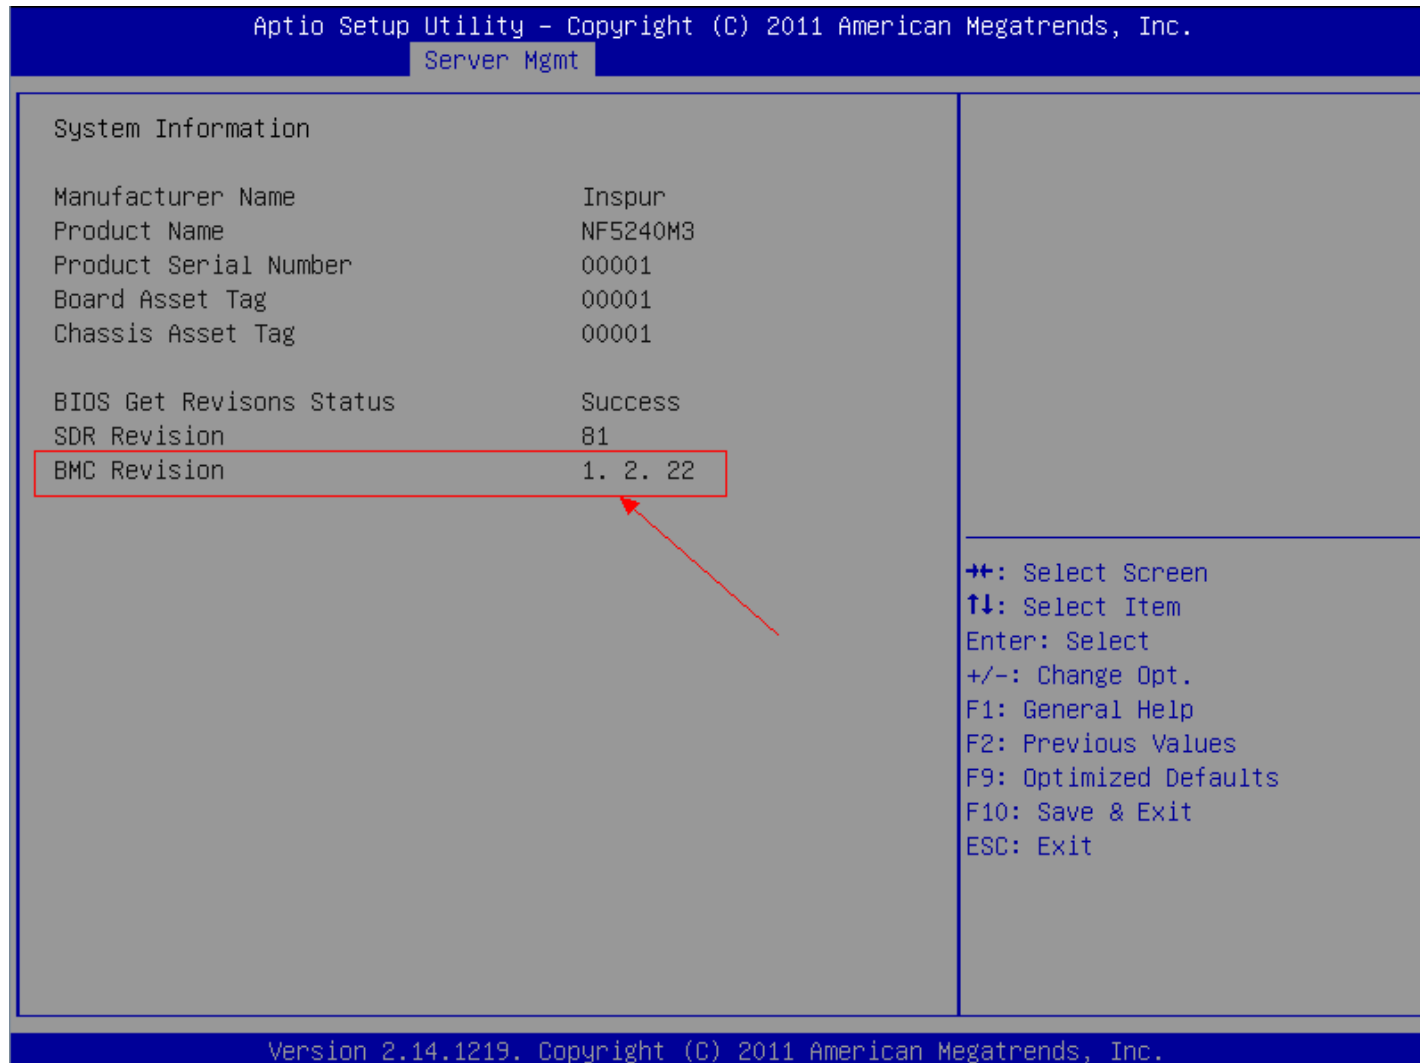 Aptio Setup Utility – Copyright (C) 2011 American Megatrends, Inc.
Server Mgmt
System Information
Manufacturer Name Inspur
Product Name NF5240M3
Product Serial Number 00001
Board Asset Tag 00001
Chassis Asset Tag 00001
BIOS Get Revisons Status Success
SDR Revision 81
BMC Revision 1. 2. 22
→←: Select Screen
↑↓: Select Item
Enter: Select
+/-: Change Opt.
F1: General Help
F2: Previous Values
F9: Optimized Defaults
F10: Save & Exit
ESC: Exit
Version 2.14.1219. Copyright (C) 2011 American Megatrends, Inc.